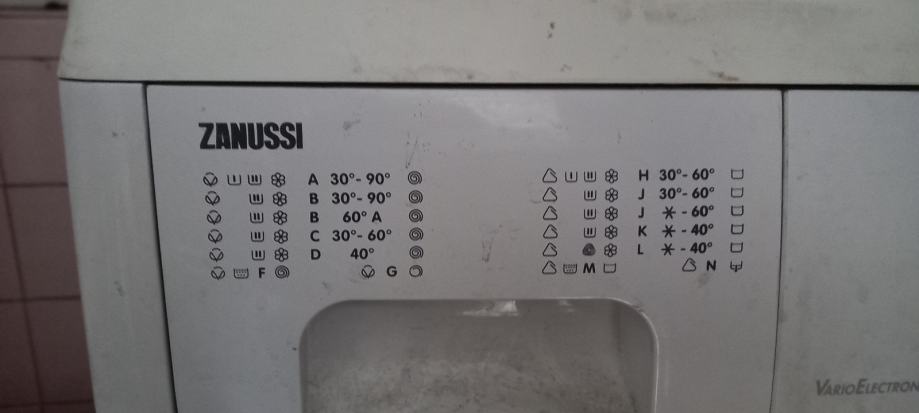 ZANUSSI
A 30°- 90°
B 30°- 90°
B 60° A
C 30°- 60°
D 40°
F G
H 30°- 60°
J 30°- 60°
J - 60°
K - 40°
L - 40°
M N
VARIOELECTRON